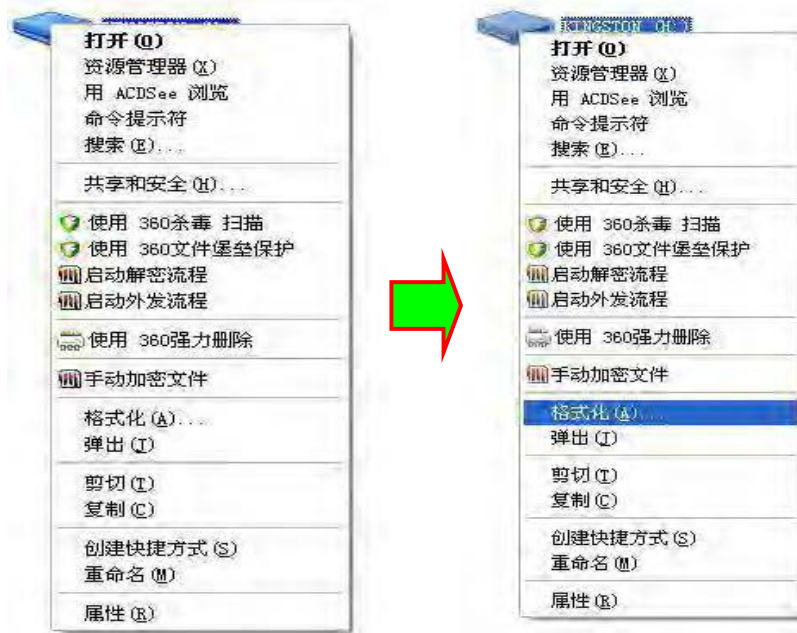 打开(O)
资源管理器(X)
用 ACDSee 浏览
命令提示符
搜索(E)...
共享和安全(H)...
使用 360杀毒 扫描
使用 360文件堡垒保护
启动解密流程
启动外发流程
使用 360强力删除
手动加密文件
格式化(A)...
弹出(J)
剪切(T)
复制(C)
创建快捷方式(S)
重命名(M)
属性(R)
KINGSTON (H:)
打开(O)
资源管理器(X)
用 ACDSee 浏览
命令提示符
搜索(E)...
共享和安全(H)...
使用 360杀毒 扫描
使用 360文件堡垒保护
启动解密流程
启动外发流程
使用 360强力删除
手动加密文件
格式化(A)...
弹出(J)
剪切(T)
复制(C)
创建快捷方式(S)
重命名(M)
属性(R)